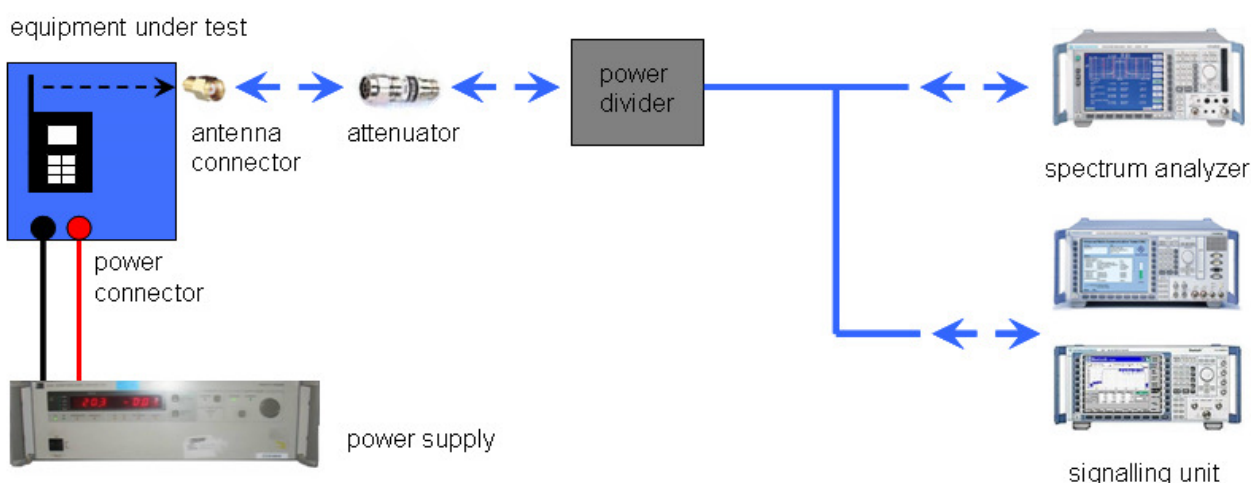 equipment under test
power
divider
antenna
connector
attenuator
spectrum analyzer
power
connector
power supply
signalling unit